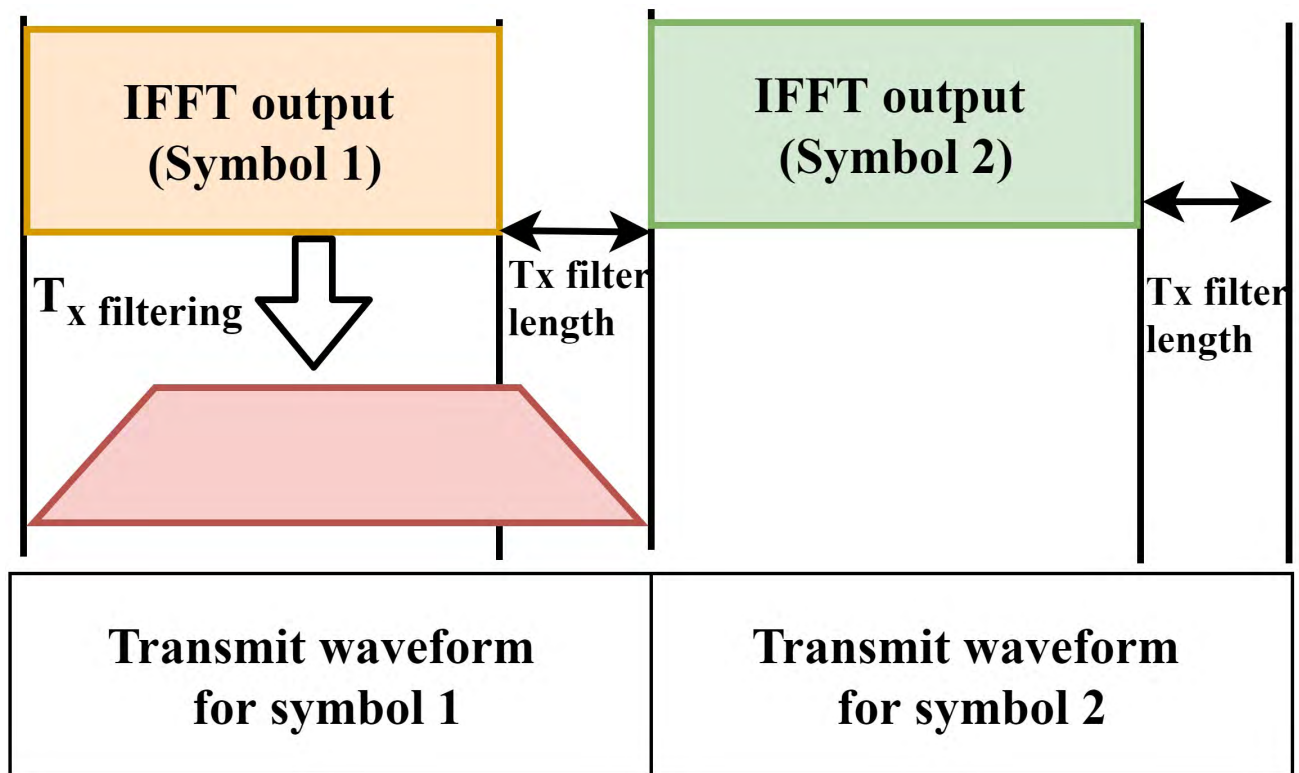 IFFT output
(Symbol 1)
IFFT output
(Symbol 2)
Tx filtering
Tx filter
length
Tx filter
length
Transmit waveform
for symbol 1
Transmit waveform
for symbol 2